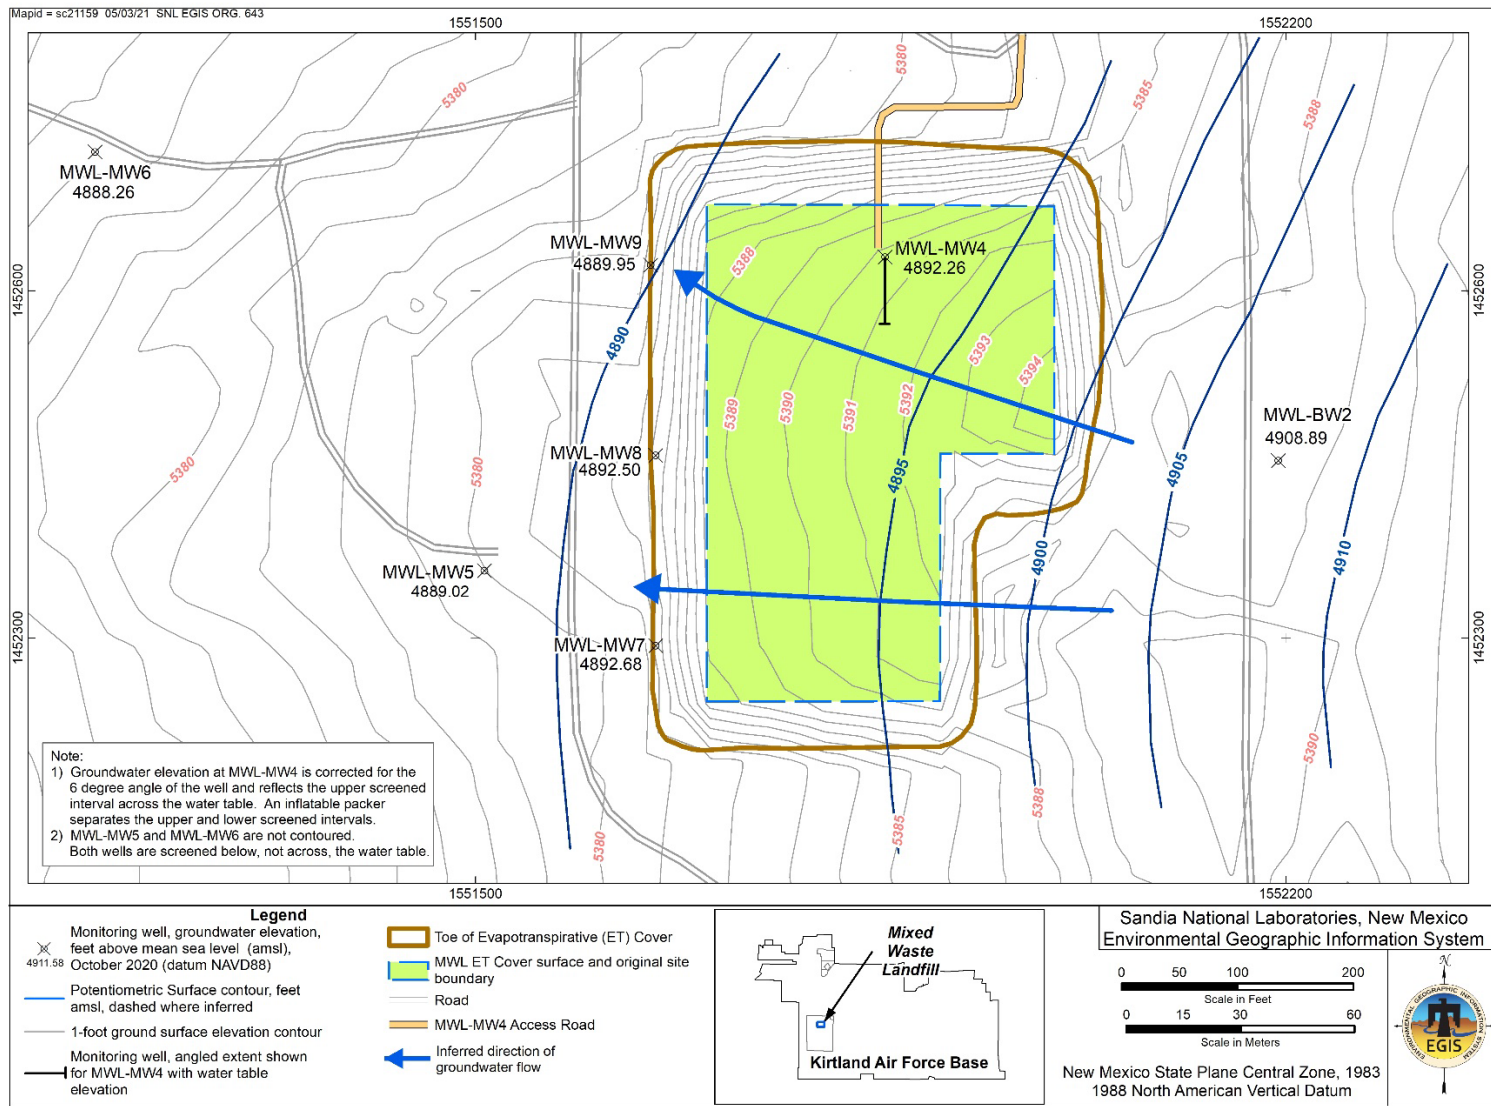 Mapid = sc21159 05/03/21 SNL EGIS ORG. 643
1551500
1552200
5380
5380
5385
5388
MWL-MW6
4888.26
MWL-MW9
4889.95
MWL-MW4
4892.26
5388
1452600
1452600
4890
5393
5394
5389
5390
5391
5392
MWL-BW2
4908.89
MWL-MW8
4892.50
5380
5380
4895
4905
4900
4910
MWL-MW5
4889.02
1452300
1452300
MWL-MW7
4892.68
5390
5388
5385
5380
Note:
1) Groundwater elevation at MWL-MW4 is corrected for the
6 degree angle of the well and reflects the upper screened
interval across the water table. An inflatable packer
separates the upper and lower screened intervals.
2) MWL-MW5 and MWL-MW6 are not contoured.
Both wells are screened below, not across, the water table.
1551500
1552200
Legend
4911.58
Monitoring well, groundwater elevation,
feet above mean sea level (amsl),
October 2020 (datum NAVD88)
Potentiometric Surface contour, feet
amsl, dashed where inferred
1-foot ground surface elevation contour
Monitoring well, angled extent shown
for MWL-MW4 with water table
elevation
Toe of Evapotranspirative (ET) Cover
MWL ET Cover surface and original site
boundary
Road
MWL-MW4 Access Road
Inferred direction of
groundwater flow
Mixed
Waste
Landfill
Kirtland Air Force Base
Sandia National Laboratories, New Mexico
Environmental Geographic Information System
0 50 100 200
Scale in Feet
0 15 30 60
Scale in Meters
New Mexico State Plane Central Zone, 1983
1988 North American Vertical Datum
N
ENVIRONMENTAL GEOGRAPHIC INFORMATION SYSTEM
EGIS